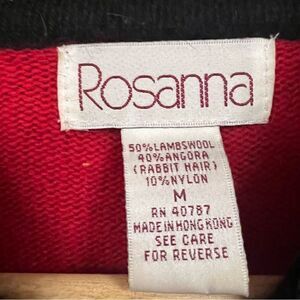 Rosanna
50% LAMBSWOOL
40% ANGORA
(RABBIT HAIR)
10% NYLON
M
RN 40787
MADE IN HONG KONG
SEE CARE
FOR REVERSE